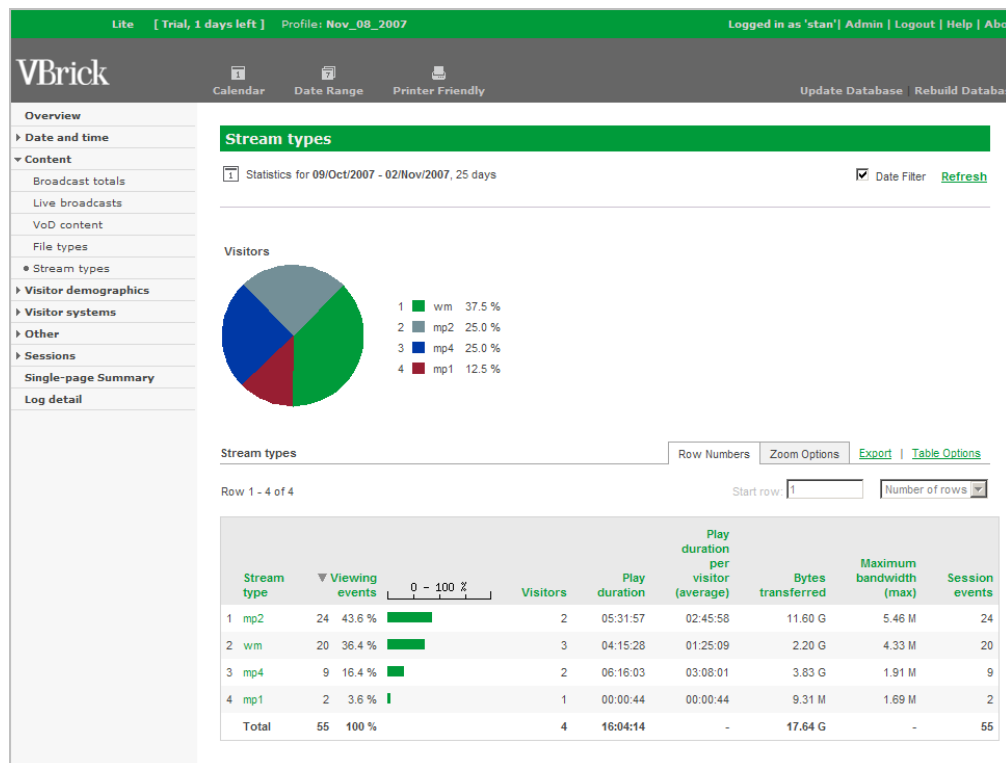 Lite [ Trial, 1 days left ] Profile: Nov_08_2007 Logged in as 'stan'| Admin | Logout | Help | Abo
VBrick
1 Calendar
7 Date Range
Printer Friendly
Update Database | Rebuild Databa
Overview
Date and time
Content
Broadcast totals
Live broadcasts
VoD content
File types
Stream types
Visitor demographics
Visitor systems
Other
Sessions
Single-page Summary
Log detail
Stream types
1 Statistics for 09/Oct/2007 - 02/Nov/2007, 25 days
Date Filter Refresh
Visitors
1 wm 37.5 %
2 mp2 25.0 %
3 mp4 25.0 %
4 mp1 12.5 %
Stream types
Row Numbers Zoom Options Export | Table Options
Row 1 - 4 of 4
Start row: 1 Number of rows
Stream type
Viewing events
0 - 100 %
Visitors
Play duration
Play duration per visitor (average)
Bytes transferred
Maximum bandwidth (max)
Session events
1 mp2 24 43.6 % 2 05:31:57 02:45:58 11.60 G 5.46 M 24
2 wm 20 36.4 % 3 04:15:28 01:25:09 2.20 G 4.33 M 20
3 mp4 9 16.4 % 2 06:16:03 03:08:01 3.83 G 1.91 M 9
4 mp1 2 3.6 % 1 00:00:44 00:00:44 9.31 M 1.69 M 2
Total 55 100 % 4 16:04:14 - 17.64 G - 55